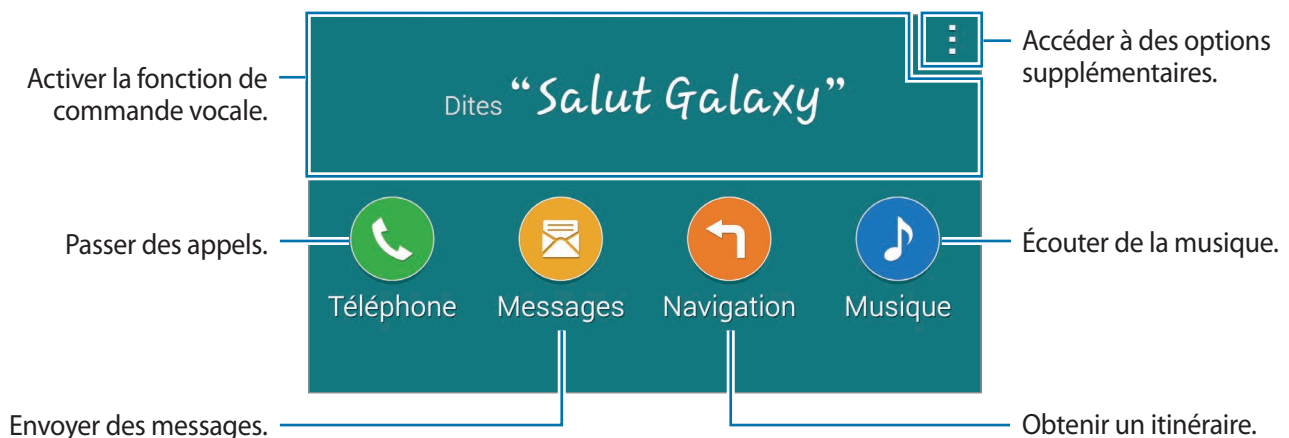 Activer la fonction de
commande vocale.
Dites “Salut Galaxy”
Accéder à des options
supplémentaires.
Passer des appels.
Écouter de la musique.
Téléphone
Messages
Navigation
Musique
Envoyer des messages.
Obtenir un itinéraire.